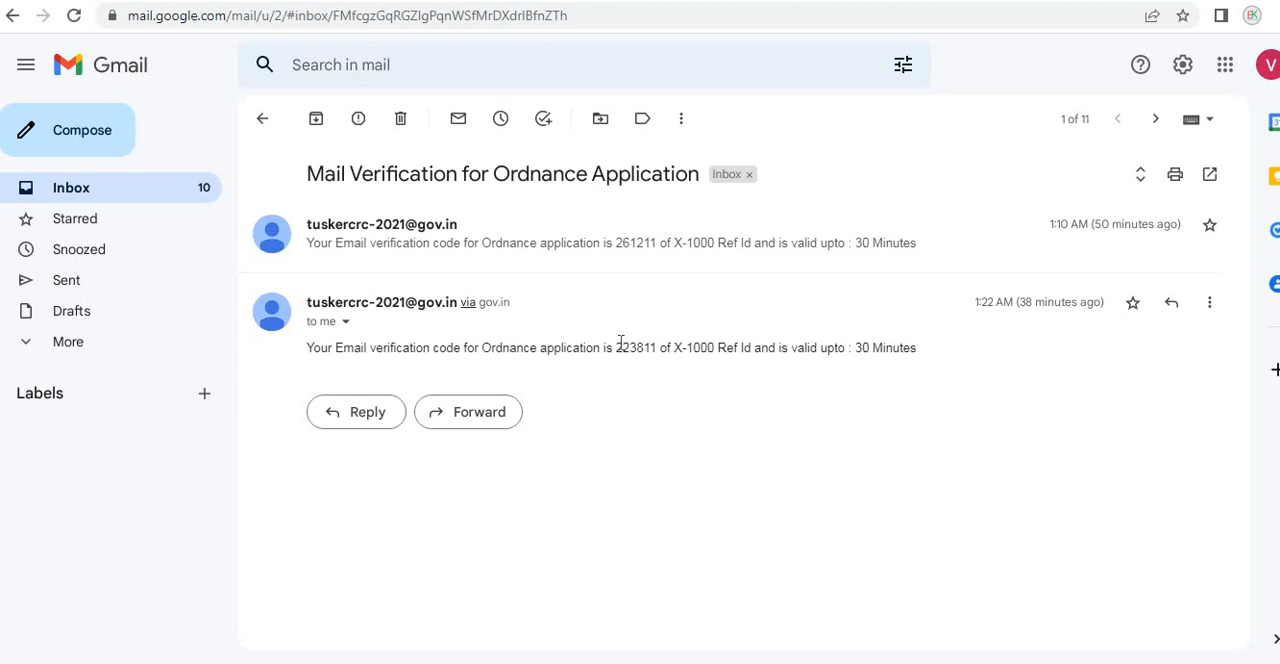 mail.google.com/mail/u/2/#inbox/FMfcgzGqRGZlgPqnWSfMrDXdrlBfnZTh
EK
Gmail
Search in mail
V
Compose
1 of 11
Inbox 10
Mail Verification for Ordnance Application Inbox ×
Starred
tuskercrc-2021@gov.in 1:10 AM (50 minutes ago)
Your Email verification code for Ordnance application is 261211 of X-1000 Ref Id and is valid upto : 30 Minutes
Snoozed
Sent
tuskercrc-2021@gov.in via gov.in 1:22 AM (38 minutes ago)
Drafts
to me
More
Your Email verification code for Ordnance application is 223811 of X-1000 Ref Id and is valid upto : 30 Minutes
Labels +
Reply Forward